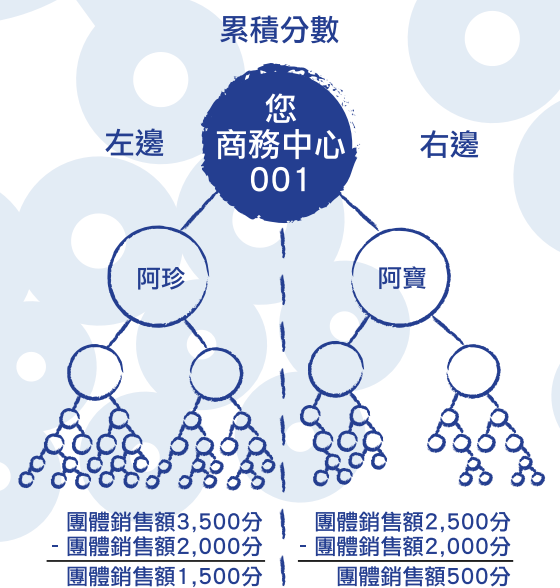 累積分數
您
商務中心
001
左邊
右邊
阿珍
阿寶
團體銷售額3,500分
- 團體銷售額2,000分
團體銷售額1,500分
團體銷售額2,500分
- 團體銷售額2,000分
團體銷售額500分